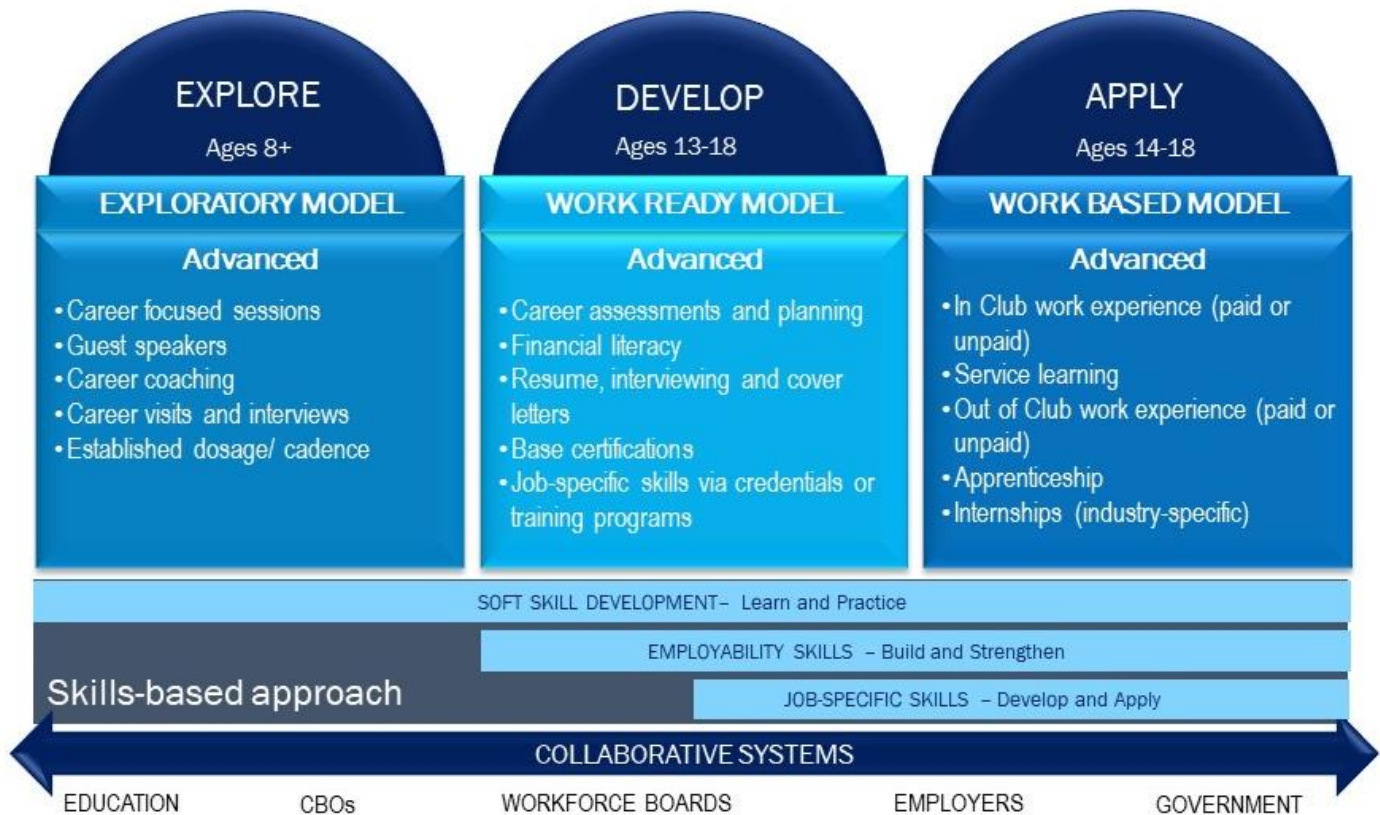 EXPLORE
Ages 8+
EXPLORATORY MODEL
Advanced
•Career focused sessions
•Guest speakers
•Career coaching
•Career visits and interviews
•Established dosage/ cadence
DEVELOP
Ages 13-18
WORK READY MODEL
Advanced
•Career assessments and planning
•Financial literacy
•Resume, interviewing and cover
letters
•Base certifications
•Job-specific skills via credentials or
training programs
APPLY
Ages 14-18
WORK BASED MODEL
Advanced
•In Club work experience (paid or
unpaid)
•Service learning
•Out of Club work experience (paid or
unpaid)
•Apprenticeship
•Internships (industry-specific)
SOFT SKILL DEVELOPMENT– Learn and Practice
EMPLOYABILITY SKILLS – Build and Strengthen
Skills-based approach
JOB-SPECIFIC SKILLS – Develop and Apply
COLLABORATIVE SYSTEMS
EDUCATION CBOs WORKFORCE BOARDS EMPLOYERS GOVERNMENT